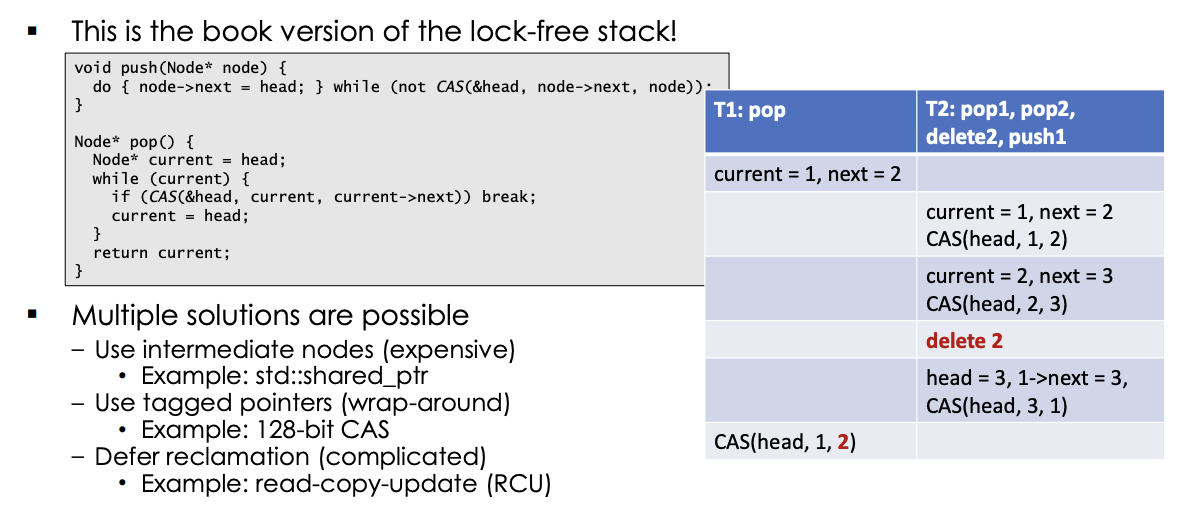 ▪ This is the book version of the lock-free stack!
void push(Node* node) {
  do { node->next = head; } while (not CAS(&head, node->next, node));
}

Node* pop() {
  Node* current = head;
  while (current) {
    if (CAS(&head, current, current->next)) break;
    current = head;
  }
  return current;
}
T1: pop
T2: pop1, pop2,
delete2, push1
current = 1, next = 2
current = 1, next = 2
CAS(head, 1, 2)
current = 2, next = 3
CAS(head, 2, 3)
delete 2
head = 3, 1->next = 3,
CAS(head, 3, 1)
CAS(head, 1, 2)
▪ Multiple solutions are possible
– Use intermediate nodes (expensive)
• Example: std::shared_ptr
– Use tagged pointers (wrap-around)
• Example: 128-bit CAS
– Defer reclamation (complicated)
• Example: read-copy-update (RCU)